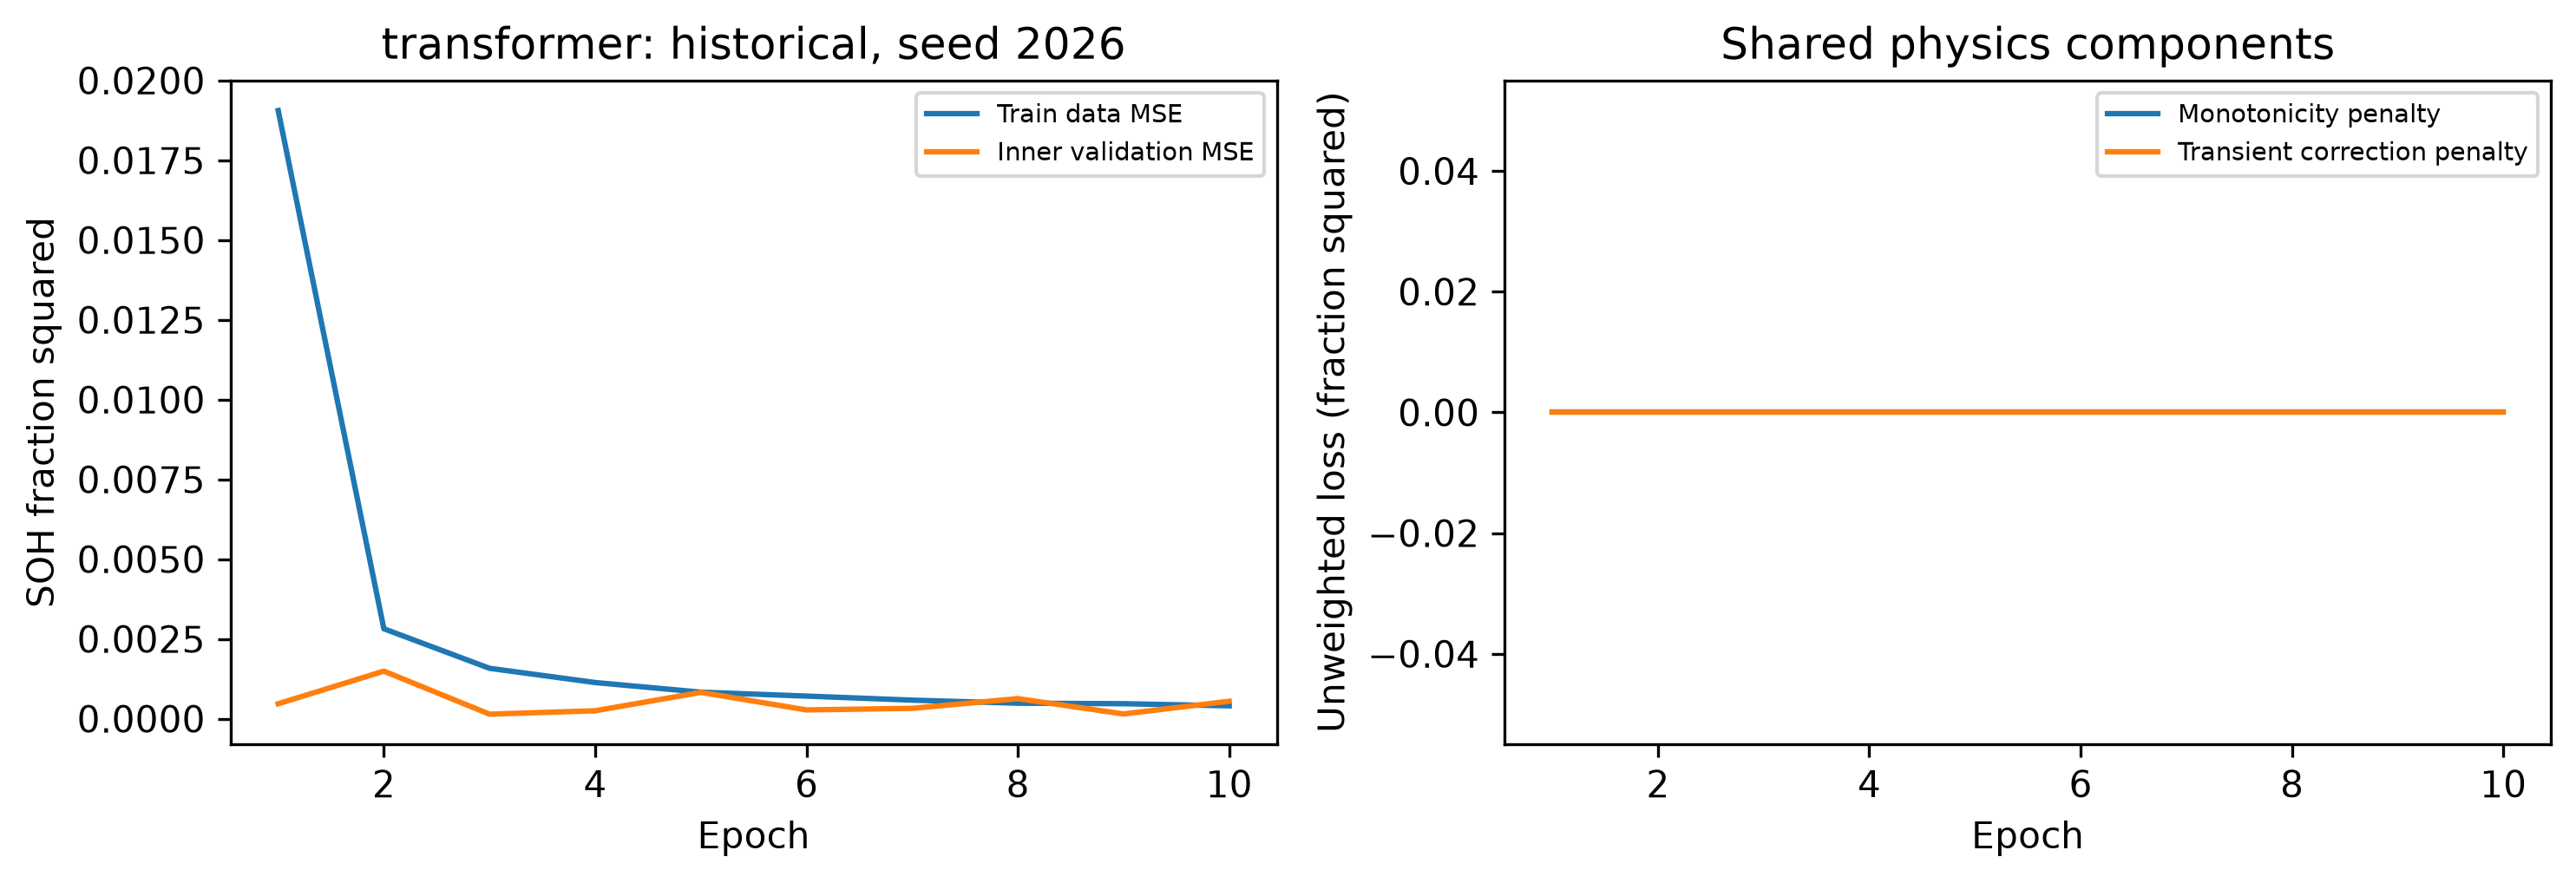 transformer: historical, seed 2026
SOH fraction squared
0.0200
0.0175
0.0150
0.0125
0.0100
0.0075
0.0050
0.0025
0.0000
Train data MSE
Inner validation MSE
2 4 6 8 10
Epoch
Shared physics components
Unweighted loss (fraction squared)
0.04
0.02
0.00
−0.02
−0.04
Monotonicity penalty
Transient correction penalty
2 4 6 8 10
Epoch